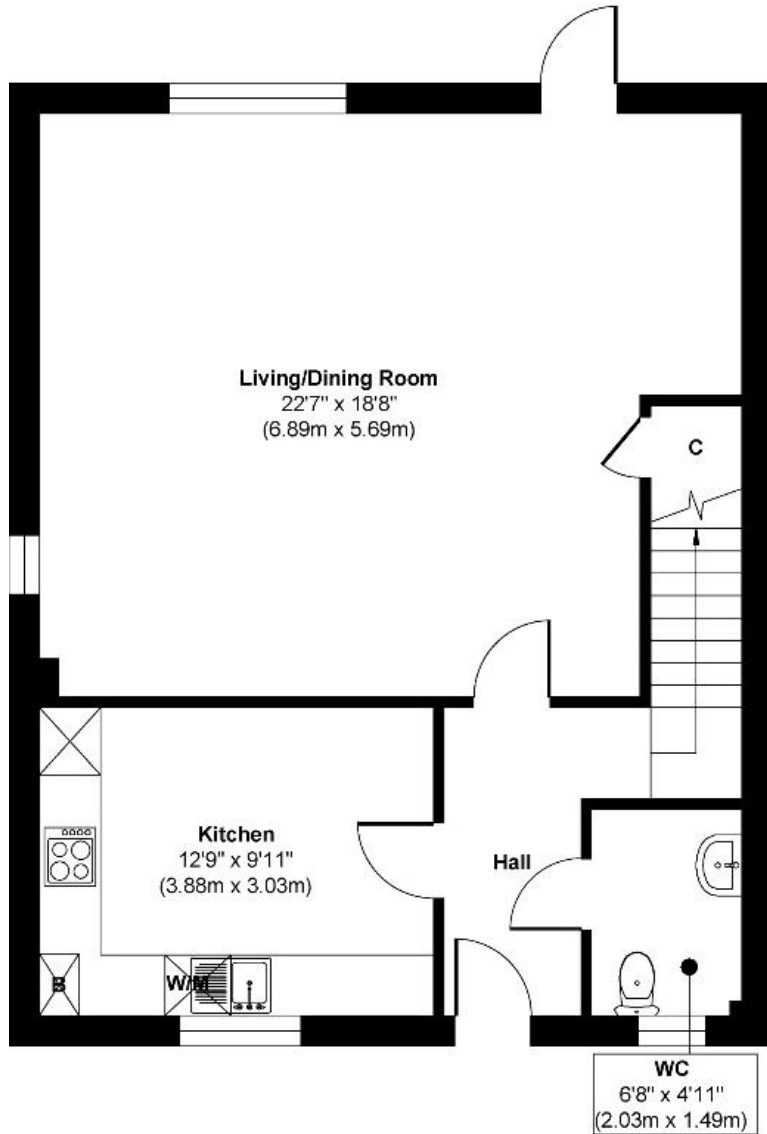 Living/Dining Room
22'7" x 18'8"
(6.89m x 5.69m)
C
Kitchen
12'9" x 9'11"
(3.88m x 3.03m)
Hall
B
W/M
WC
6'8" x 4'11"
(2.03m x 1.49m)